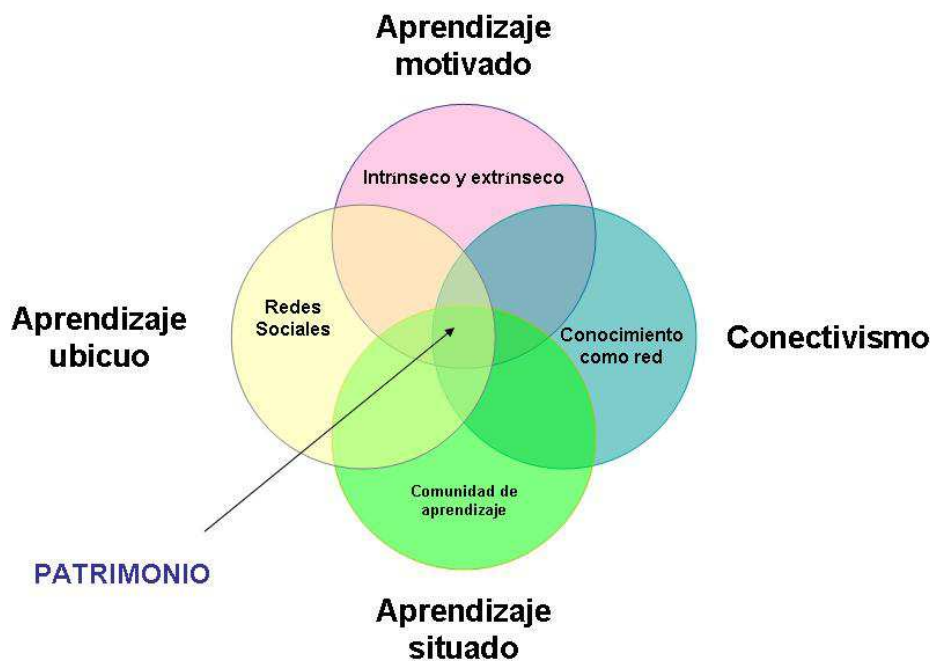 Aprendizaje
motivado
Intrínseco y extrínseco
Aprendizaje
ubicuo
Redes
Sociales
Conocimiento
como red
Conectivismo
Comunidad de
aprendizaje
PATRIMONIO
Aprendizaje
situado